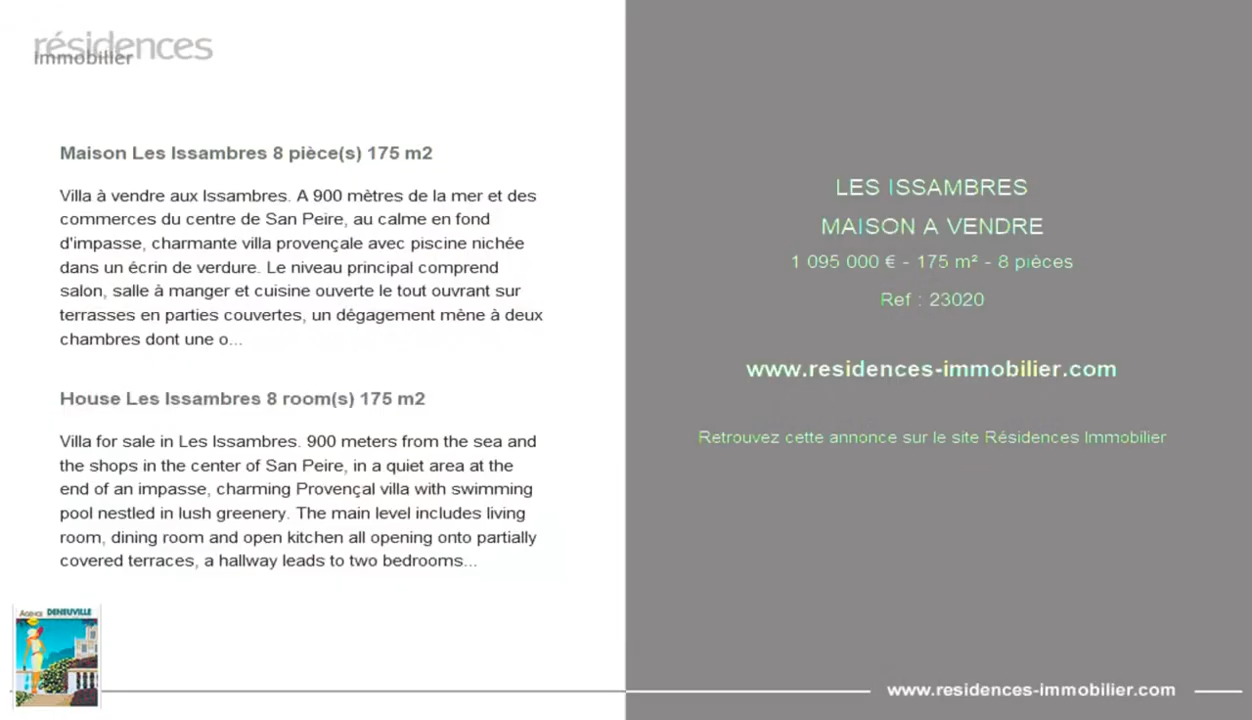 résidences
immobilier
Maison Les Issambres 8 pièce(s) 175 m2
Villa à vendre aux Issambres. A 900 mètres de la mer et des
commerces du centre de San Peire, au calme en fond
d'impasse, charmante villa provençale avec piscine nichée
dans un écrin de verdure. Le niveau principal comprend
salon, salle à manger et cuisine ouverte le tout ouvrant sur
terrasses en parties couvertes, un dégagement mène à deux
chambres dont une o...
House Les Issambres 8 room(s) 175 m2
Villa for sale in Les Issambres. 900 meters from the sea and
the shops in the center of San Peire, in a quiet area at the
end of an impasse, charming Provençal villa with swimming
pool nestled in lush greenery. The main level includes living
room, dining room and open kitchen all opening onto partially
covered terraces, a hallway leads to two bedrooms...
AGENCE DENEUVILLE
LES ISSAMBRES
MAISON A VENDRE
1 095 000 € - 175 m² - 8 pièces
Ref : 23020
www.residences-immobilier.com
Retrouvez cette annonce sur le site Résidences Immobilier
www.residences-immobilier.com